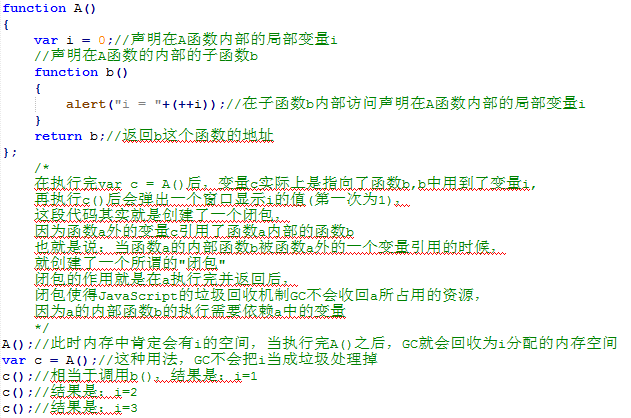 function A()
{
var i = 0;//声明在A函数内部的局部变量i
//声明在A函数的内部的子函数b
function b()
{
alert("i = "+(++i));//在子函数b内部访问声明在A函数内部的局部变量i
}
return b;//返回b这个函数的地址
};
/*
在执行完var c = A()后，变量c实际上是指向了函数b,b中用到了变量i,
再执行c()后会弹出一个窗口显示i的值(第一次为1)，
这段代码其实就是创建了一个闭包，
因为函数a外的变量c引用了函数a内部的函数b
也就是说：当函数a的内部函数b被函数a外的一个变量引用的时候，
就创建了一个所谓的"闭包"
闭包的作用就是在a执行完并返回后，
闭包使得JavaScript的垃圾回收机制GC不会收回a所占用的资源，
因为a的内部函数b的执行需要依赖a中的变量
*/
A();//此时内存中肯定会有i的空间，当执行完A()之后，GC就会回收为i分配的内存空间
var c = A();//这种用法，GC不会把i当成垃圾处理掉
c();//相当于调用b()，结果是：i=1
c();//结果是：i=2
c();//结果是：i=3